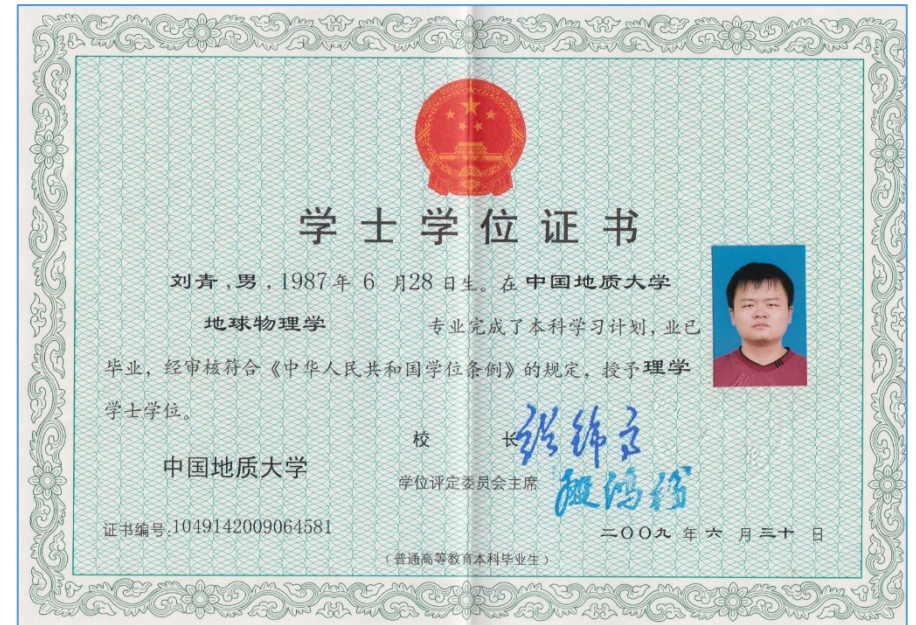 学士学位证书
刘青,男,1987年 6 月28日生。在 中国地质大学
地球物理学 专业完成了本科学习计划,业已
毕业,经审核符合《中华人民共和国学位条例》的规定,授予理学
学士学位。
校 长 张锦高
中国地质大学
学位评定委员会主席 殷鸿福
证书编号:1049142009064581
二〇〇九 年 六 月 三十 日
(普通高等教育本科毕业生)